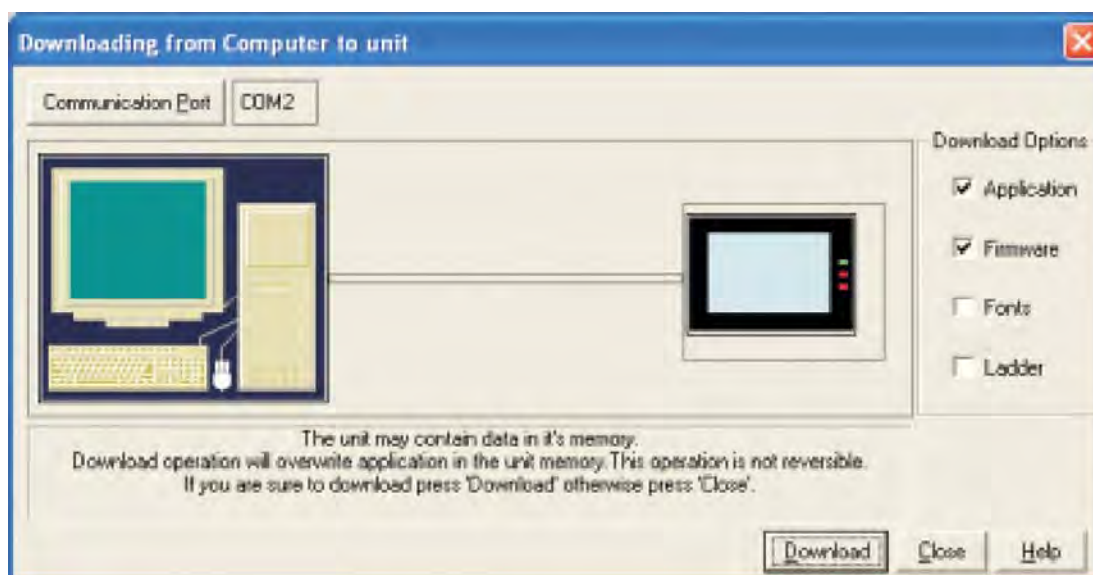 Downloading from Computer to unit
Communication Port COM2
Download Options
Application
Firmware
Fonts
Ladder
The unit may contain data in it's memory.
Download operation will overwrite application in the unit memory. This operation is not reversible.
If you are sure to download press 'Download' otherwise press 'Close'.
Download Close Help